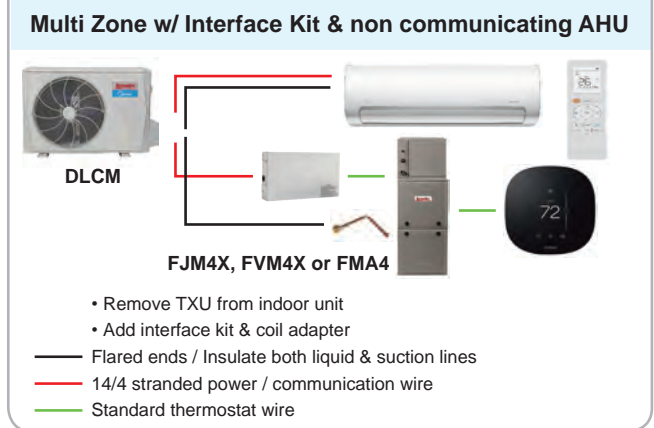 Multi Zone w/ Interface Kit & non communicating AHU
DLCM
72
FJM4X, FVM4X or FMA4
• Remove TXU from indoor unit
• Add interface kit & coil adapter
Flared ends / Insulate both liquid & suction lines
14/4 stranded power / communication wire
Standard thermostat wire